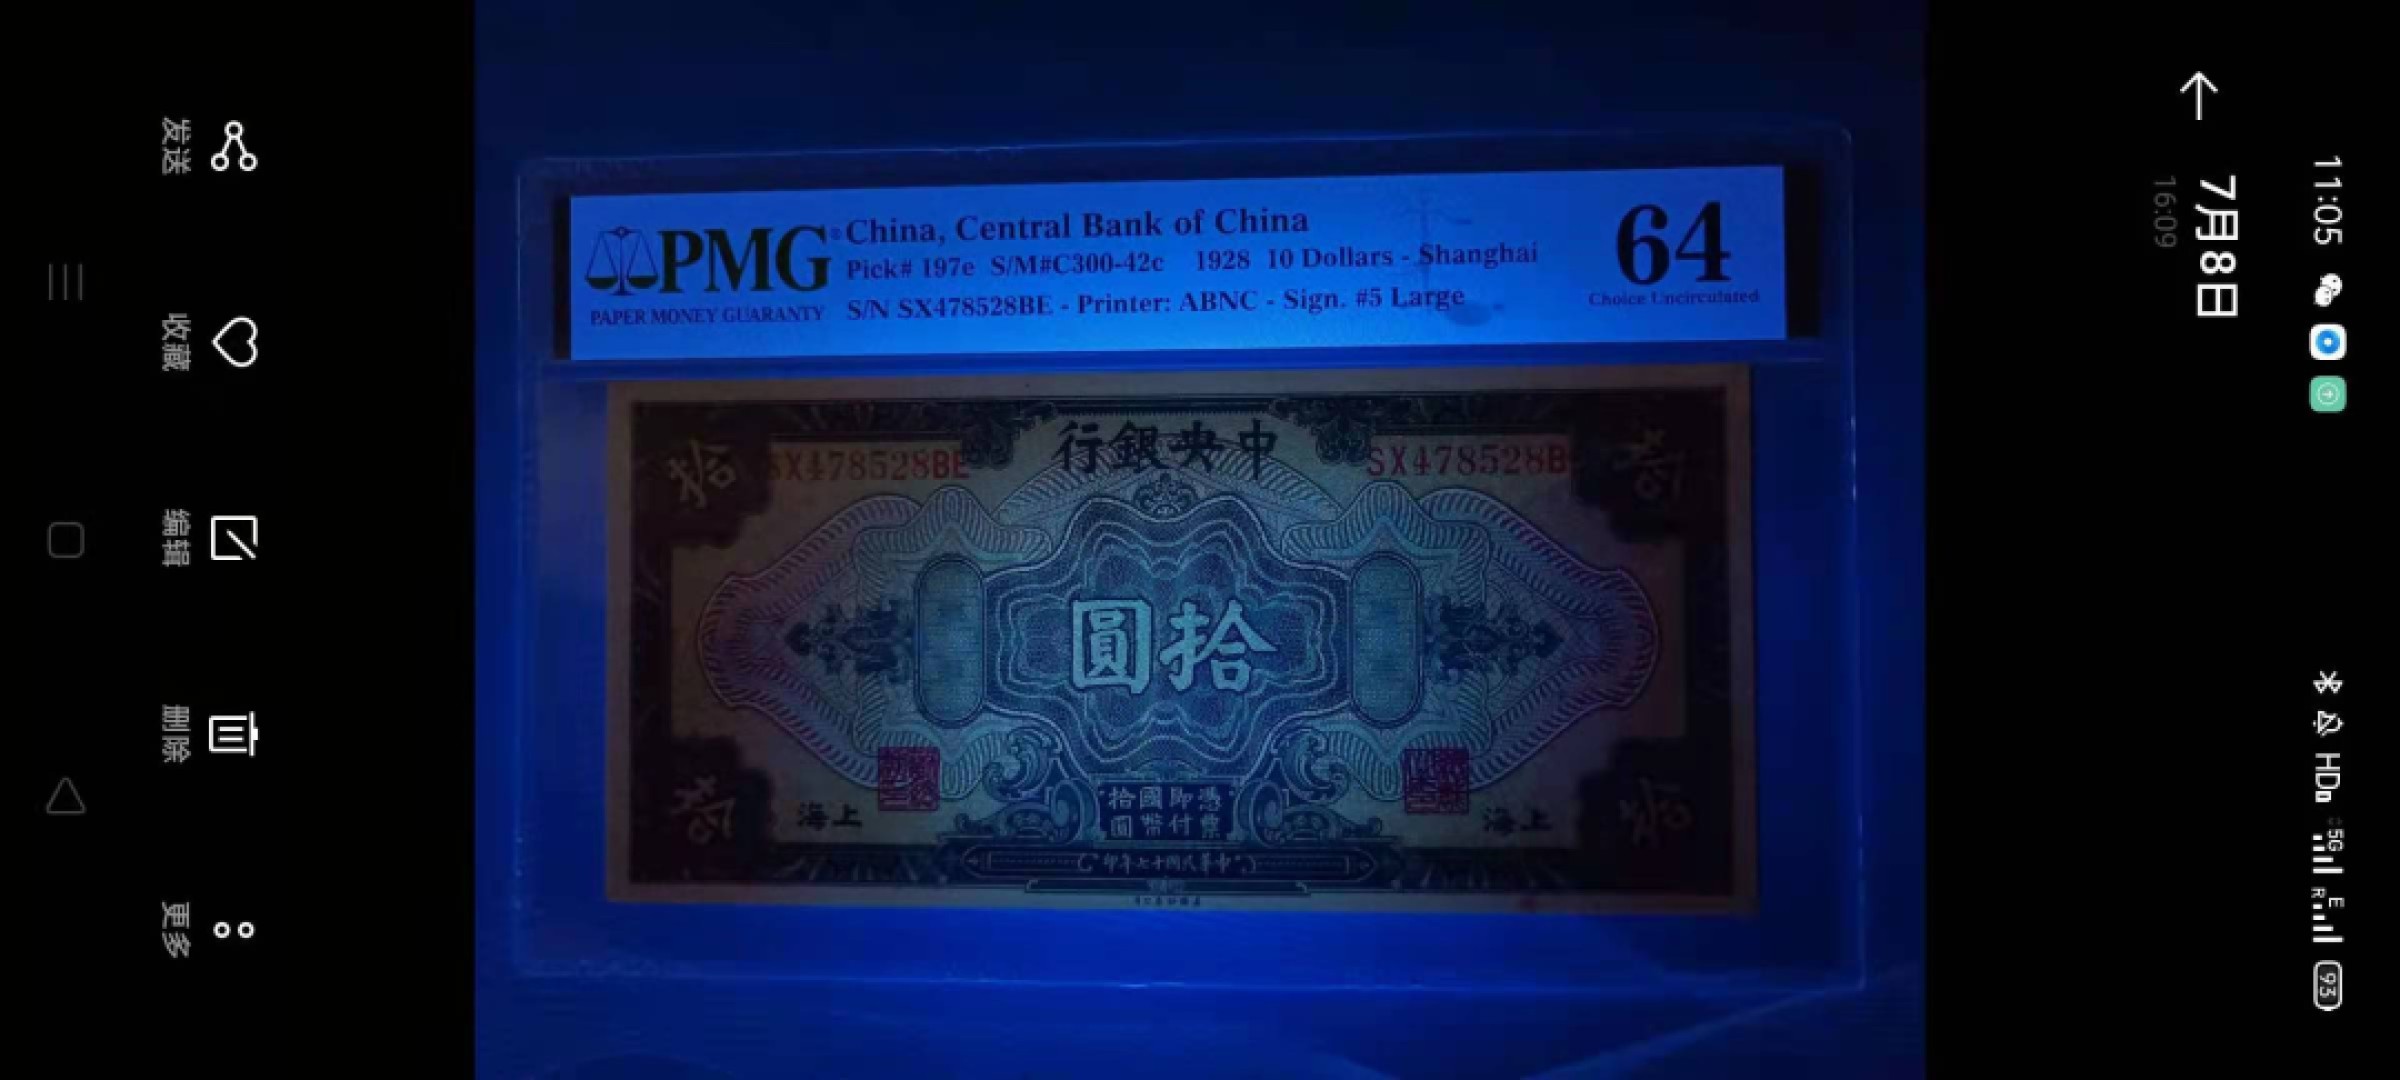 PMG®
PAPER MONEY GUARANTY
China, Central Bank of China
Pick# 197e S/M#C300-42c 1928 10 Dollars - Shanghai
S/N SX478528BE - Printer: ABNC - Sign. #5 Large
64
Choice Uncirculated
行銀央中
拾
SX478528BE
SX478528B
拾
圓拾
拾國即憑
圓幣付票
拾
海上
海上
拾
印年七十國民華中
11:05
HD
5G
R
E
93
7月8日
16:09
发送
收藏
编辑
删除
更多